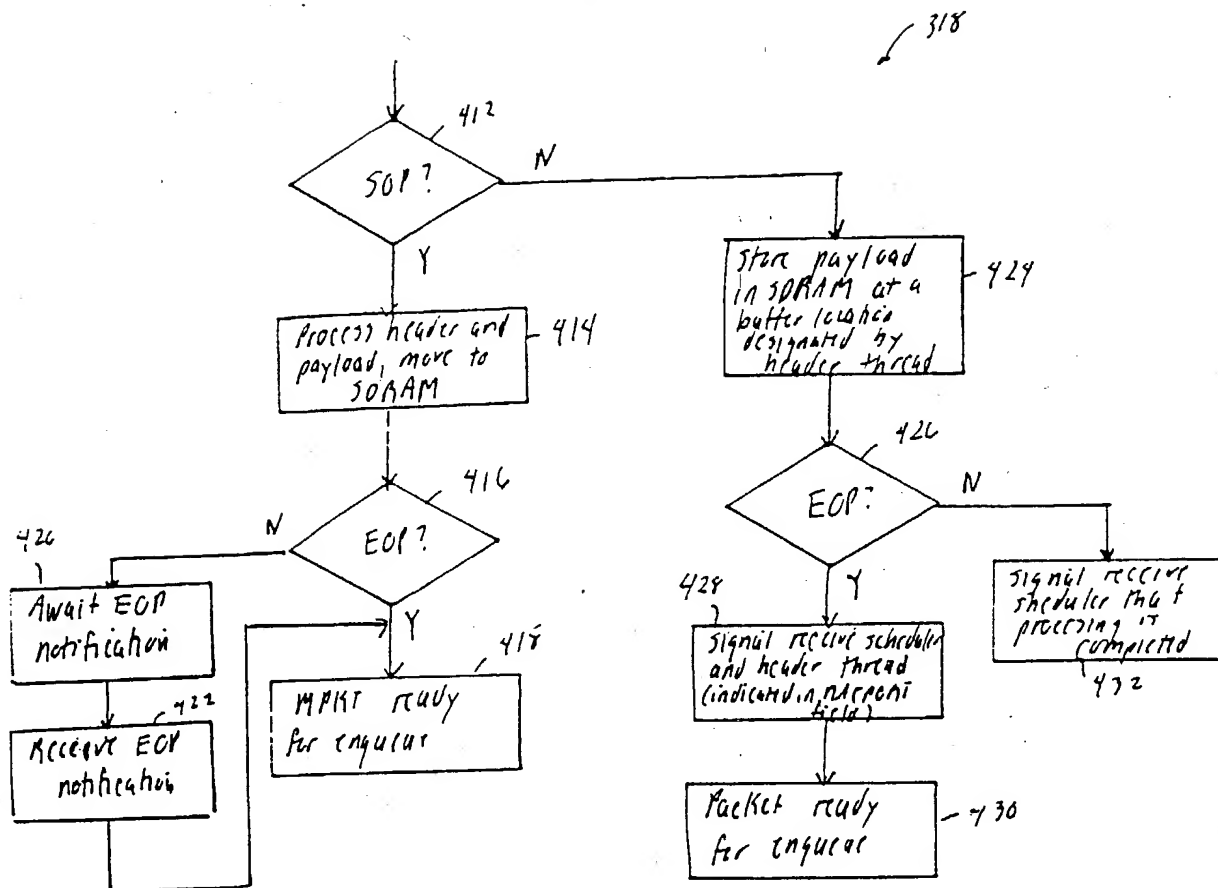 318
412
SOP?
N
Y
Process header and
payload, move to
SDRAM
414
416
EOP?
N
Y
420
Await EOP
notification
422
Receive EOP
notification
418
MPKT ready
for enqueue
Store payload
in SDRAM at a
buffer location
designated by
header thread
424
426
EOP?
N
Y
428
Signal receive scheduler
and header thread
(indicated in
field)
Signal receive
sheduler that
processing is
completed
432
Packet ready
for enqueue
430